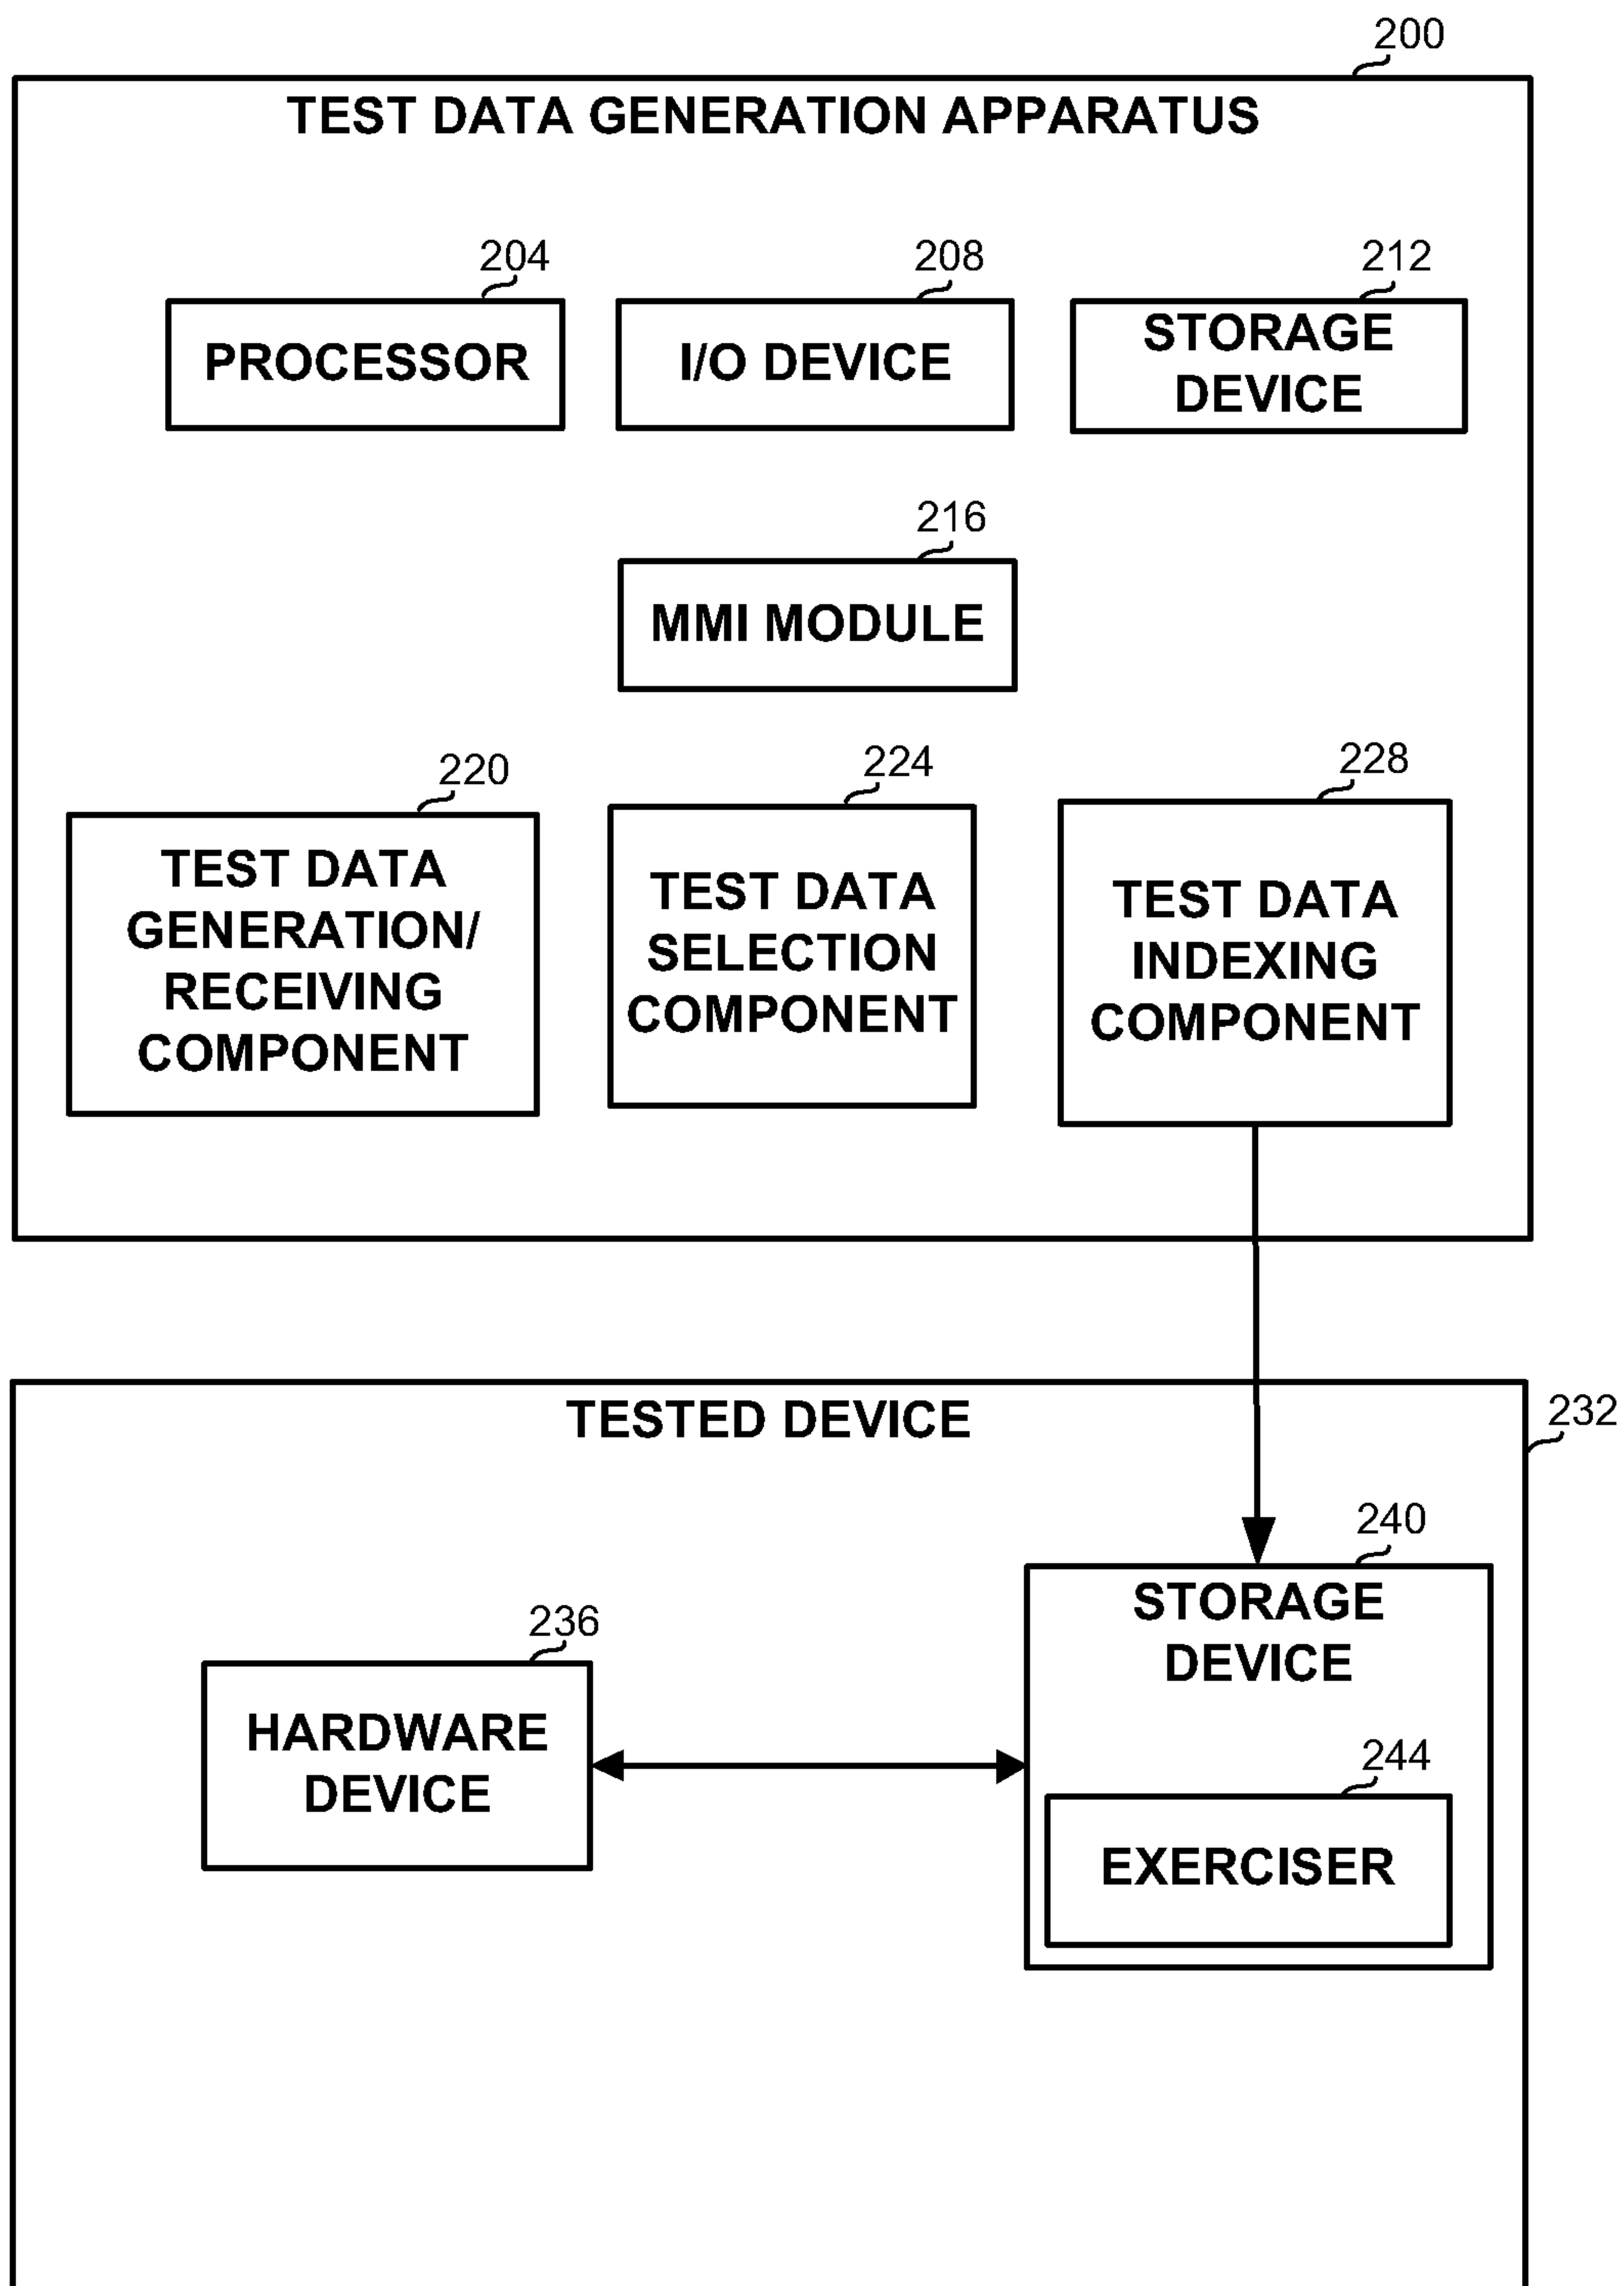 200
TEST DATA GENERATION APPARATUS
204
208
212
PROCESSOR
I/O DEVICE
STORAGE
DEVICE
216
MMI MODULE
220
224
228
TEST DATA
GENERATION/
RECEIVING
COMPONENT
TEST DATA
SELECTION
COMPONENT
TEST DATA
INDEXING
COMPONENT
TESTED DEVICE
232
240
STORAGE
DEVICE
236
HARDWARE
DEVICE
244
EXERCISER